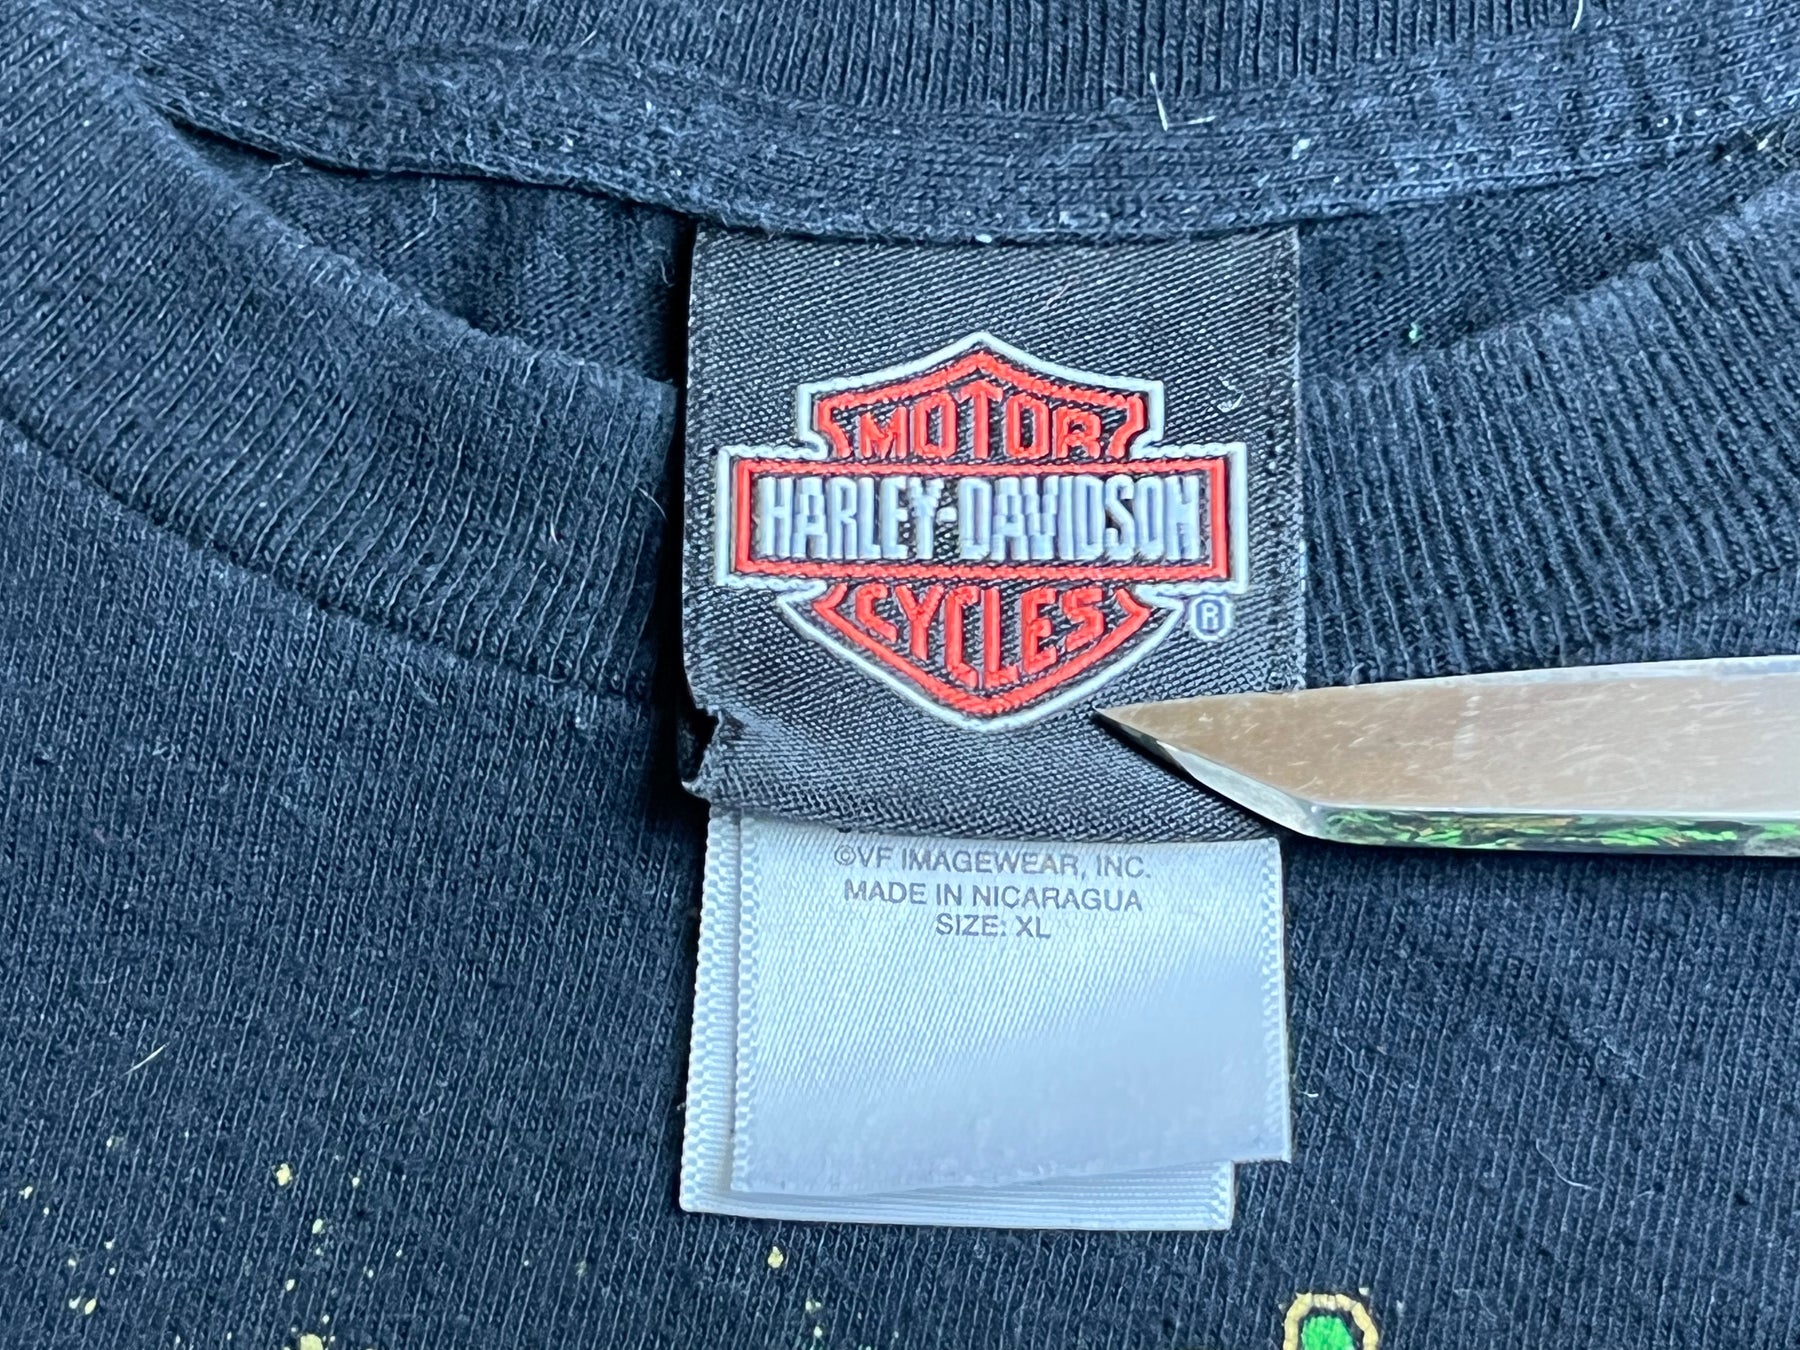 MOTOR
HARLEY-DAVIDSON
CYCLES
®
©VF IMAGEWEAR, INC.
MADE IN NICARAGUA
SIZE: XL